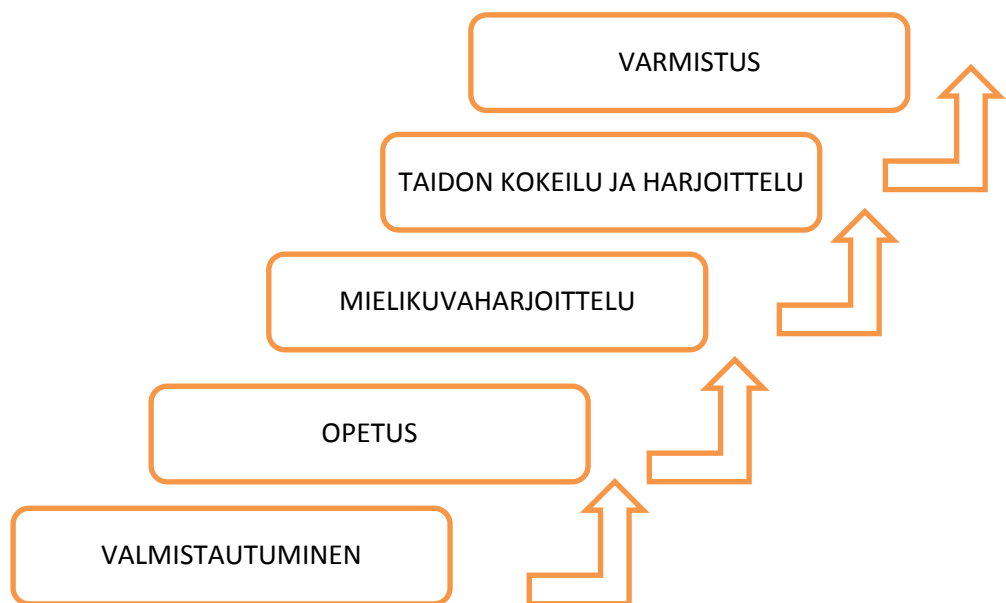 VARMISTUS
TAIDON KOKEILU JA HARJOITTELU
MIELIKUVAHARJOITTELU
OPETUS
VALMISTAUTUMINEN